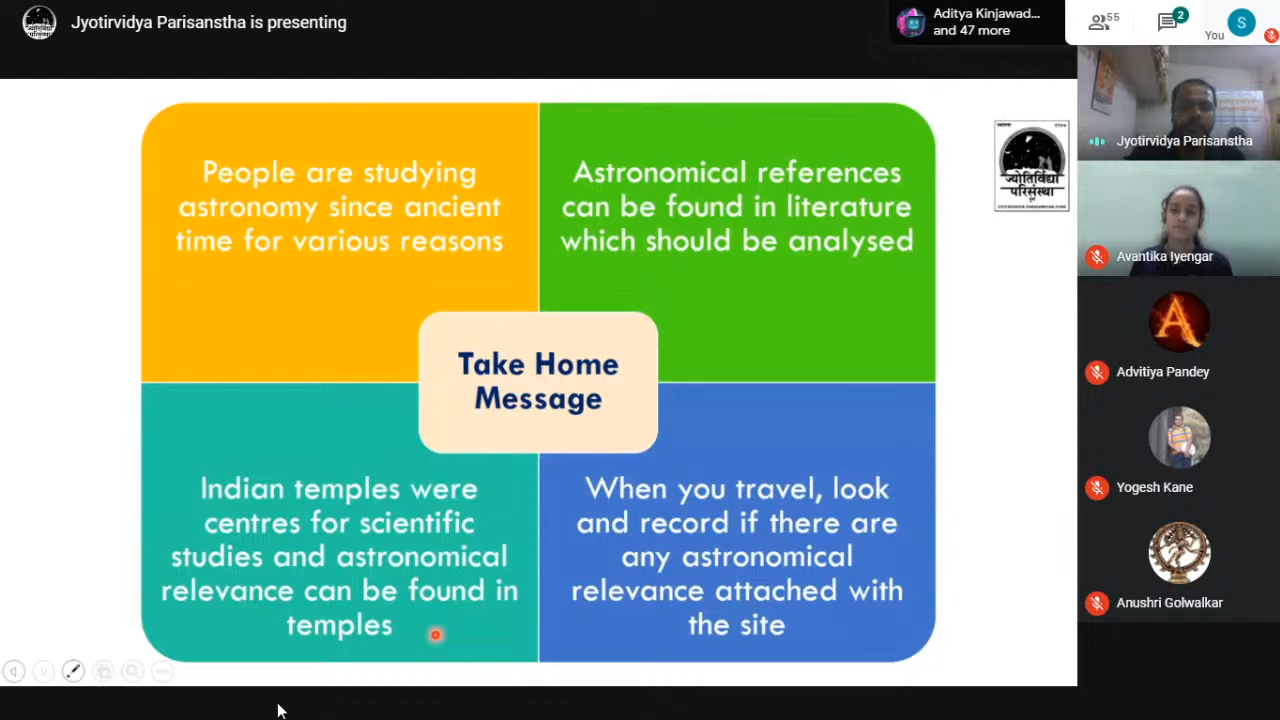 Jyotirvidya Parisanstha is presenting
Aditya Kinjawad...
and 47 more
55
2
You
S
People are studying
astronomy since ancient
time for various reasons
Astronomical references
can be found in literature
which should be analysed
Take Home
Message
Indian temples were
centres for scientific
studies and astronomical
relevance can be found in
temples
When you travel, look
and record if there are
any astronomical
relevance attached with
the site
ज्योतिर्विद्या
परिसंस्था
Jyotirvidya Parisanstha
Avantika Iyengar
A
Advitiya Pandey
Yogesh Kane
Anushri Golwalkar